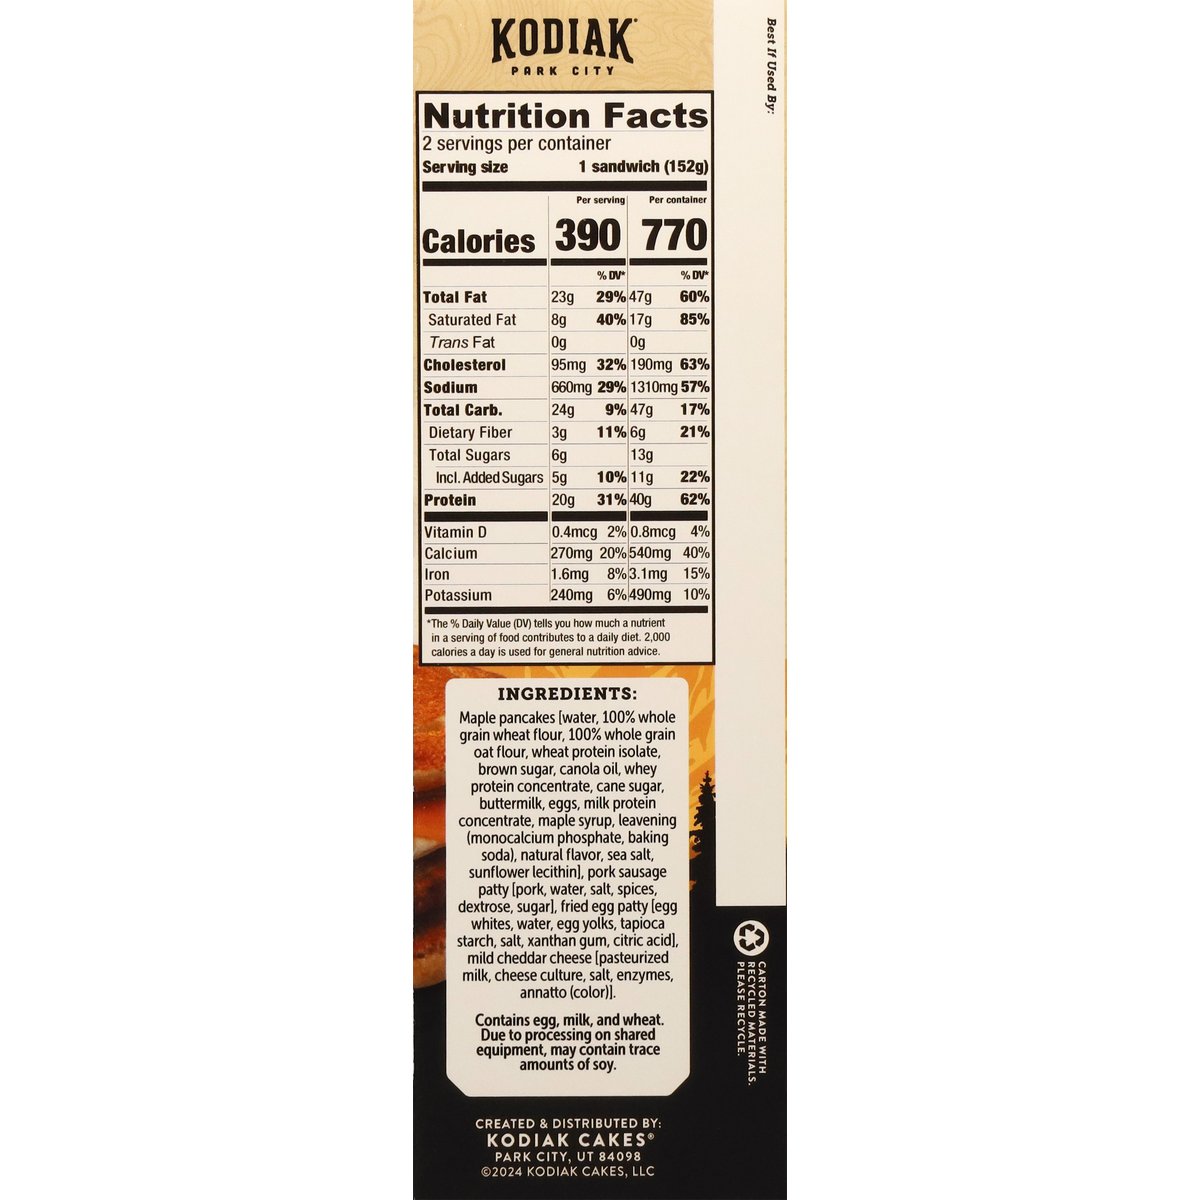 KODIAK
PARK CITY
Nutrition Facts
2 servings per container
Serving size 1 sandwich (152g)
Per serving Per container
Calories 390 770
% DV* % DV*
Total Fat 23g 29% 47g 60%
Saturated Fat 8g 40% 17g 85%
Trans Fat 0g 0g
Cholesterol 95mg 32% 190mg 63%
Sodium 660mg 29% 1310mg 57%
Total Carb. 24g 9% 47g 17%
Dietary Fiber 3g 11% 6g 21%
Total Sugars 6g 13g
Incl. Added Sugars 5g 10% 11g 22%
Protein 20g 31% 40g 62%
Vitamin D 0.4mcg 2% 0.8mcg 4%
Calcium 270mg 20% 540mg 40%
Iron 1.6mg 8% 3.1mg 15%
Potassium 240mg 6% 490mg 10%
*The % Daily Value (DV) tells you how much a nutrient
in a serving of food contributes to a daily diet. 2,000
calories a day is used for general nutrition advice.
INGREDIENTS:
Maple pancakes [water, 100% whole
grain wheat flour, 100% whole grain
oat flour, wheat protein isolate,
brown sugar, canola oil, whey
protein concentrate, cane sugar,
buttermilk, eggs, milk protein
concentrate, maple syrup, leavening
(monocalcium phosphate, baking
soda), natural flavor, sea salt,
sunflower lecithin], pork sausage
patty [pork, water, salt, spices,
dextrose, sugar], fried egg patty [egg
whites, water, egg yolks, tapioca
starch, salt, xanthan gum, citric acid],
mild cheddar cheese [pasteurized
milk, cheese culture, salt, enzymes,
annatto (color)].
Contains egg, milk, and wheat.
Due to processing on shared
equipment, may contain trace
amounts of soy.
CREATED & DISTRIBUTED BY:
KODIAK CAKES®
PARK CITY, UT 84098
©2024 KODIAK CAKES, LLC
Best If Used By:
CARTON MADE WITH
RECYCLED MATERIALS.
PLEASE RECYCLE.